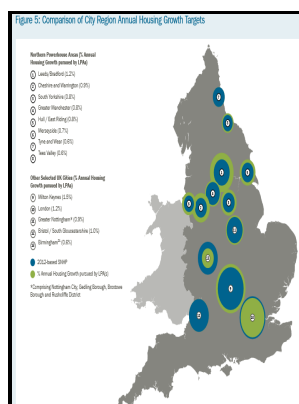 Figure 5: Comparison of City Region Annual Housing Growth Targets
Northern Powerhouse Areas (% Annual
Housing Growth pursued by LPAs)
Leeds/Bradford (1.2%)
Cheshire and Warrington (0.9%)
South Yorkshire (0.8%)
Greater Manchester (0.8%)
Hull / East Riding (0.8%)
Merseyside (0.7%)
Tyne and Wear (0.6%)
Tees Valley (0.6%)
Other Selected UK Cities (% Annual Housing
Growth pursued by LPAs)
Milton Keynes (1.5%)
London (1.2%)
Greater Nottingham* (0.9%)
Bristol / South Gloucestershire (1.0%)
Birmingham (0.6%)
2012-based SNHP
% Annual Housing Growth pursued by LPA(s)
*Comprising Nottingham City, Gedling Borough, Broxtowe
Borough and Rushcliffe District